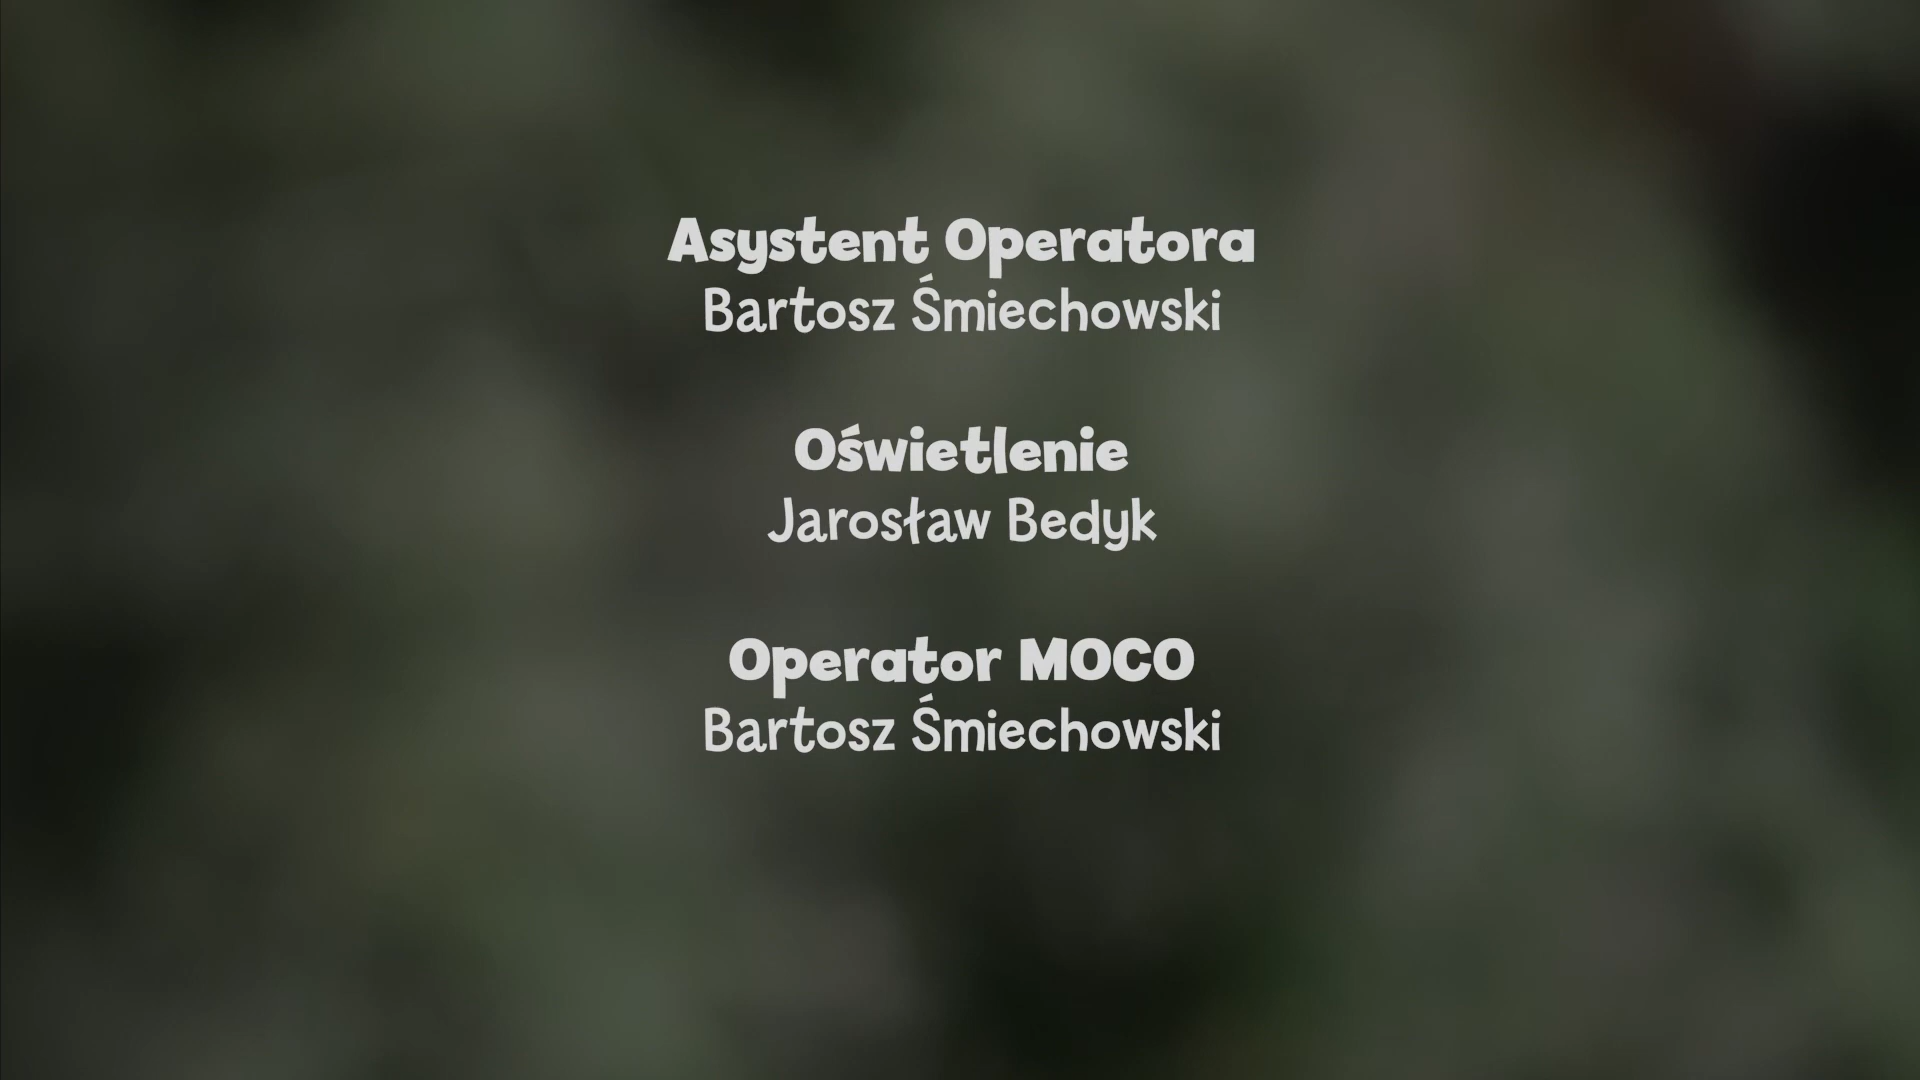 Asystent Operatora
Bartosz Śmiechowski
Oświetlenie
Jarosław Bedyk
Operator MOCO
Bartosz Śmiechowski